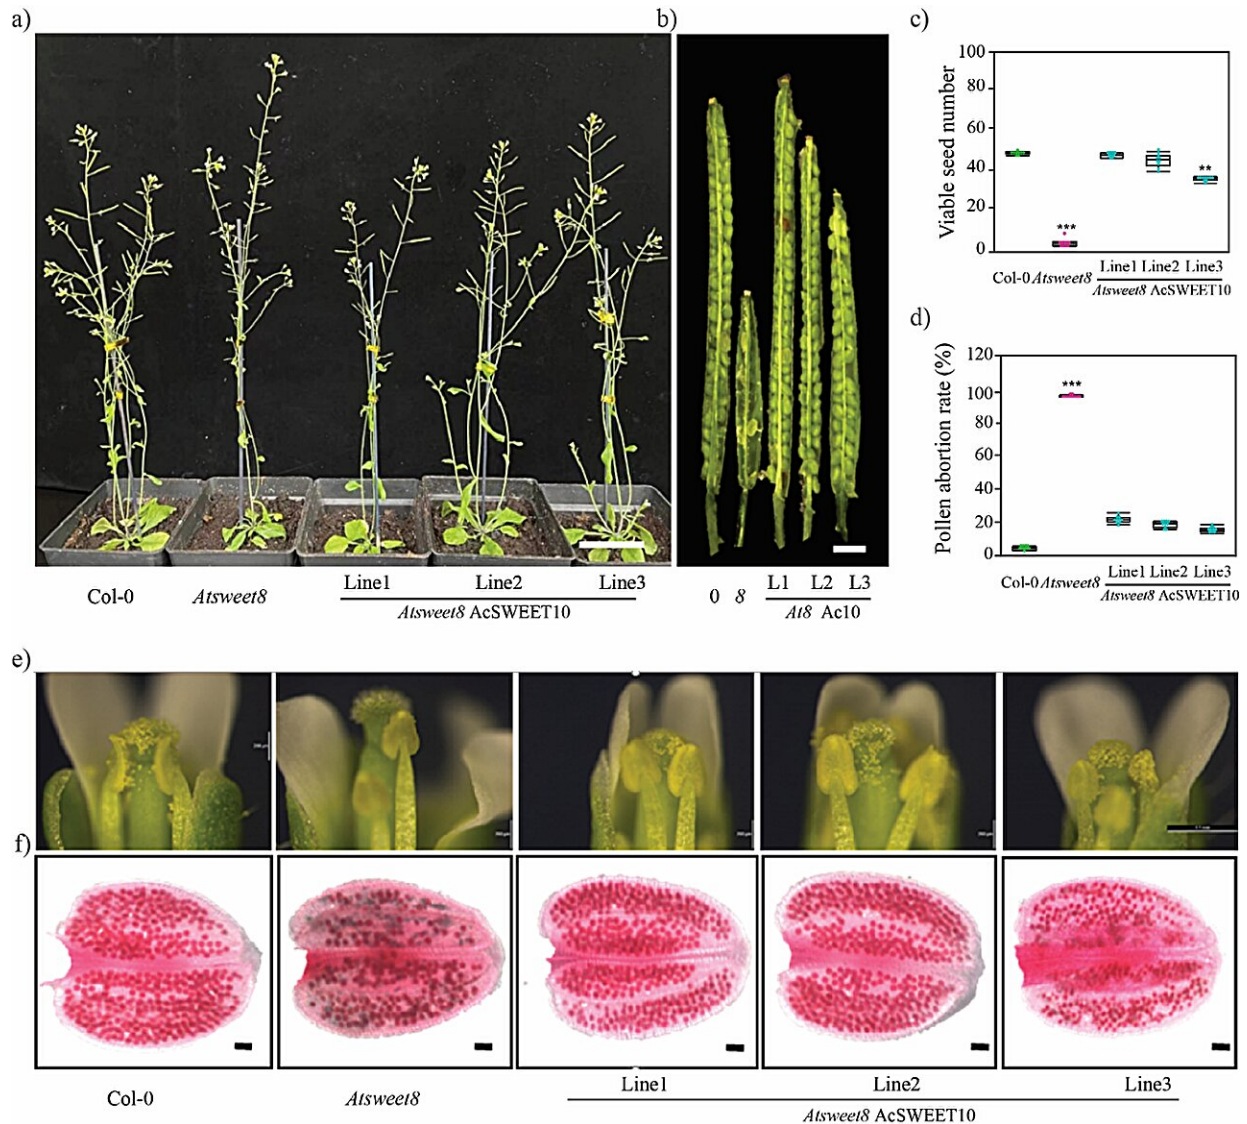 a)
Col-0
Atsweet8
Line1
Line2
Line3
Atsweet8 AcSWEET10
b)
0 8 L1 L2 L3
At8 Ac10
c)
Viable seed number
100
80
60
40
20
0
***
**
Col-0 Atsweet8 Line1 Line2 Line3
Atsweet8 AcSWEET10
d)
Pollen abortion rate (%)
120
100
80
60
40
20
0
***
Col-0 Atsweet8 Line1 Line2 Line3
Atsweet8 AcSWEET10
e)
f)
Col-0
Atsweet8
Line1
Line2
Line3
Atsweet8 AcSWEET10